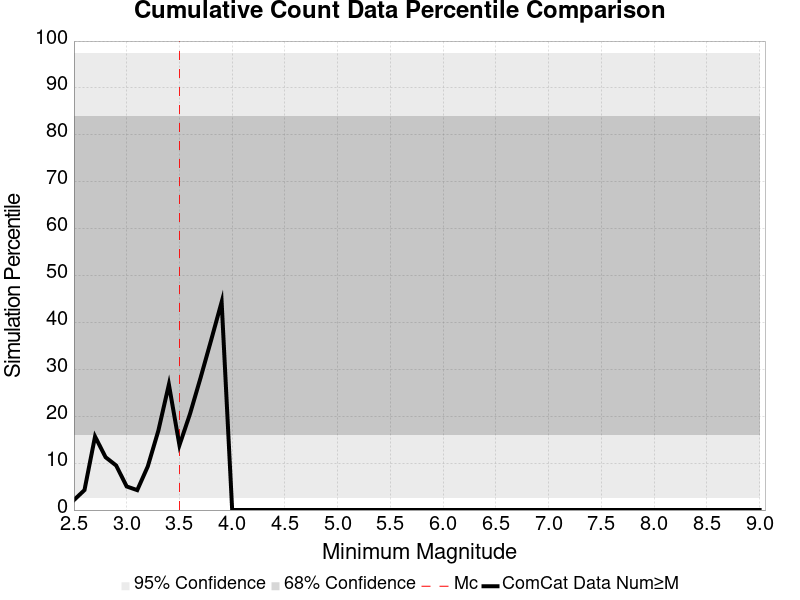 Cumulative Count Data Percentile Comparison
100
90
80
70
60
50
40
30
20
10
0
Simulation Percentile
2.5 3.0 3.5 4.0 4.5 5.0 5.5 6.0 6.5 7.0 7.5 8.0 8.5 9.0
Minimum Magnitude
95% Confidence 68% Confidence Mc ComCat Data Num≥M